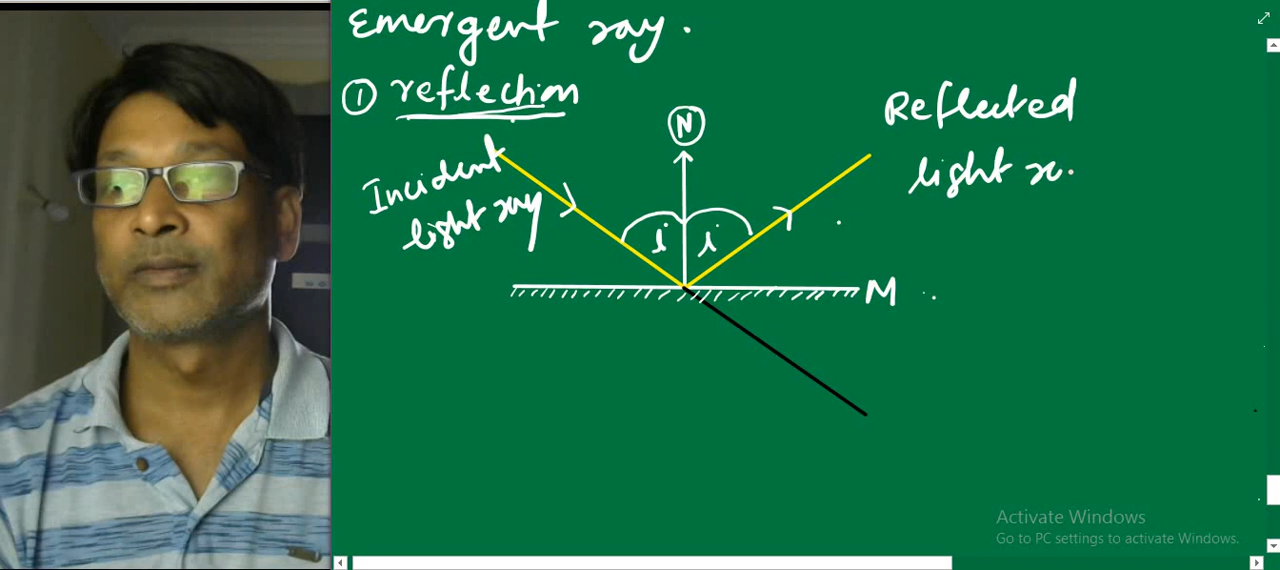 Emergent ray.
① reflection
N
Reflected
light r.
Incident
light ray
i i
M
Activate Windows
Go to PC settings to activate Windows.